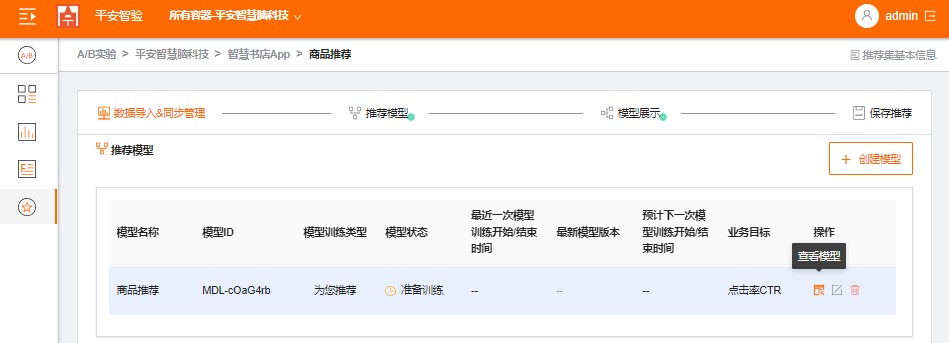 平安智验 所有容器-平安智慧脑科技 admin
A/B
A/B实验 > 平安智慧脑科技 > 智慧书店App > 商品推荐 推荐集基本信息
数据导入&同步管理 推荐模型 模型展示 保存推荐
推荐模型
+ 创建模型
模型名称 模型ID 模型训练类型 模型状态 最近一次模型训练开始/结束时间 最新模型版本 预计下一次模型训练开始/结束时间 业务目标 操作
查看模型
商品推荐 MDL-cOaG4rb 为您推荐 准备训练 -- -- -- 点击率CTR